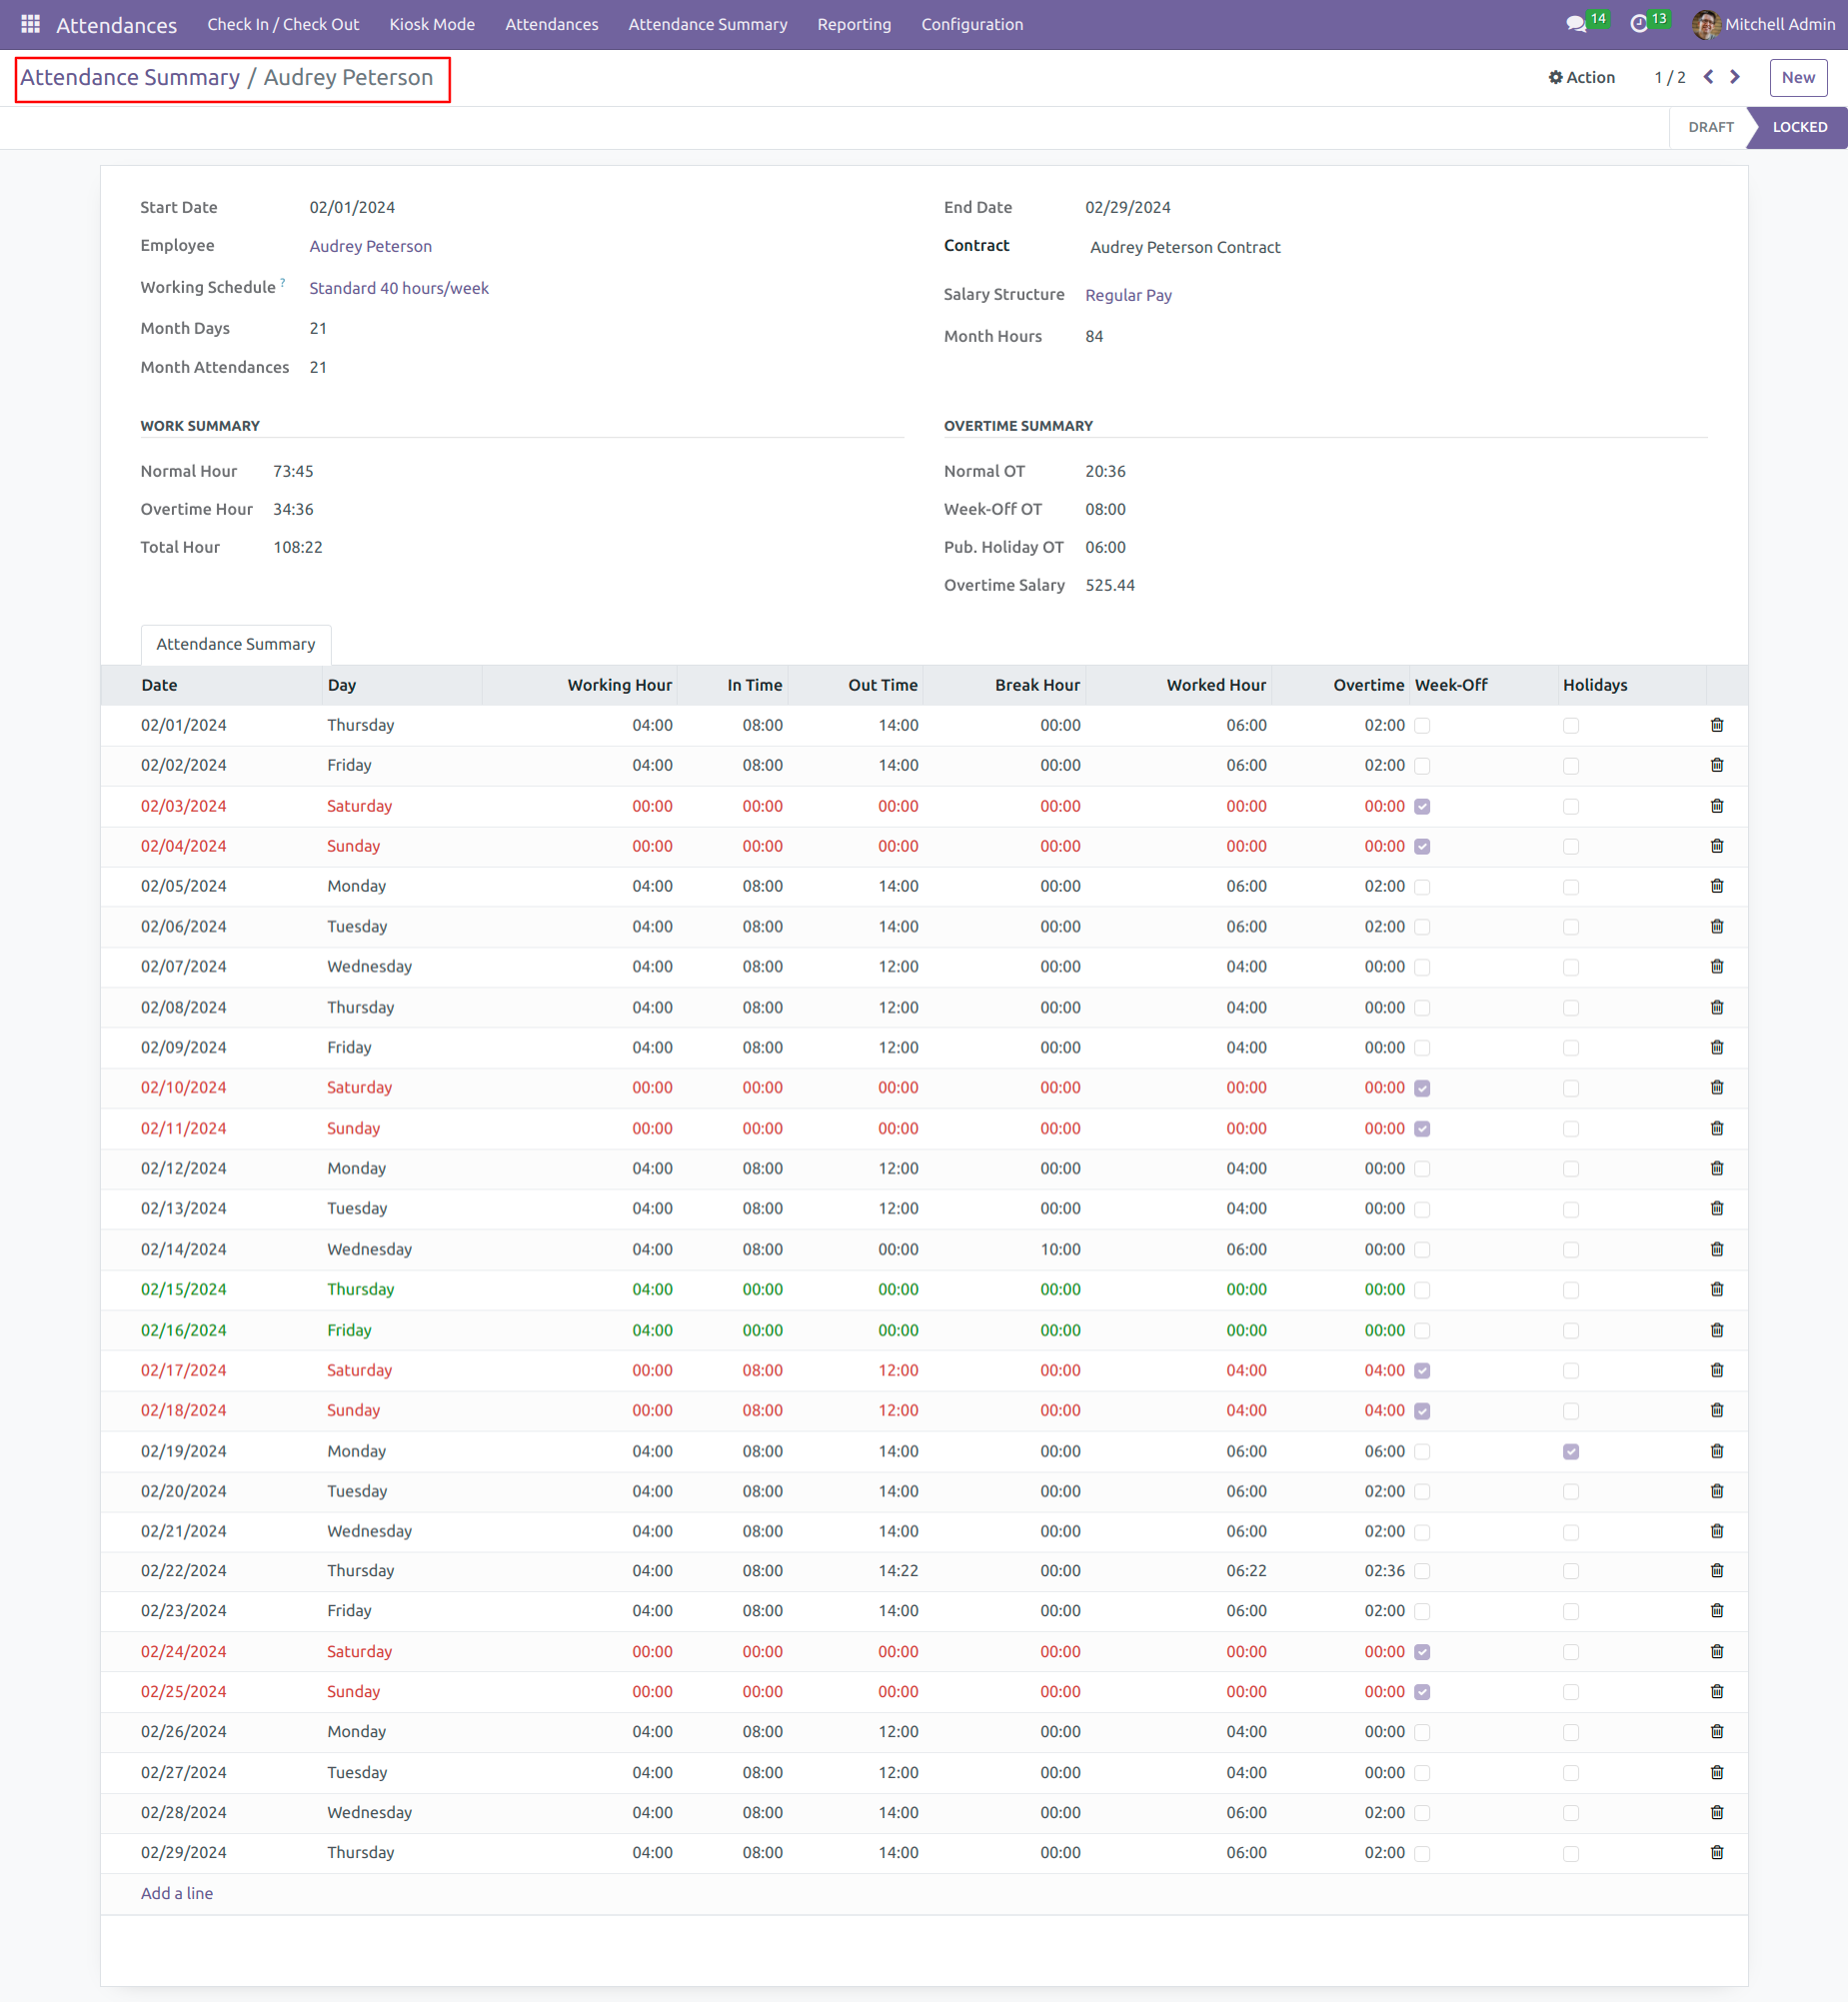 Attendances Check In / Check Out Kiosk Mode Attendances Attendance Summary Reporting Configuration 14 13 Mitchell Admin
Attendance Summary / Audrey Peterson Action 1 / 2 New
DRAFT LOCKED
Start Date 02/01/2024 End Date 02/29/2024
Employee Audrey Peterson Contract Audrey Peterson Contract
Working Schedule ? Standard 40 hours/week Salary Structure Regular Pay
Month Days 21 Month Hours 84
Month Attendances 21
WORK SUMMARY OVERTIME SUMMARY
Normal Hour 73:45 Normal OT 20:36
Overtime Hour 34:36 Week-Off OT 08:00
Total Hour 108:22 Pub. Holiday OT 06:00
Overtime Salary 525.44
Attendance Summary
Date Day Working Hour In Time Out Time Break Hour Worked Hour Overtime Week-Off Holidays
02/01/2024 Thursday 04:00 08:00 14:00 00:00 06:00 02:00
02/02/2024 Friday 04:00 08:00 14:00 00:00 06:00 02:00
02/03/2024 Saturday 00:00 00:00 00:00 00:00 00:00 00:00
02/04/2024 Sunday 00:00 00:00 00:00 00:00 00:00 00:00
02/05/2024 Monday 04:00 08:00 14:00 00:00 06:00 02:00
02/06/2024 Tuesday 04:00 08:00 14:00 00:00 06:00 02:00
02/07/2024 Wednesday 04:00 08:00 12:00 00:00 04:00 00:00
02/08/2024 Thursday 04:00 08:00 12:00 00:00 04:00 00:00
02/09/2024 Friday 04:00 08:00 12:00 00:00 04:00 00:00
02/10/2024 Saturday 00:00 00:00 00:00 00:00 00:00 00:00
02/11/2024 Sunday 00:00 00:00 00:00 00:00 00:00 00:00
02/12/2024 Monday 04:00 08:00 12:00 00:00 04:00 00:00
02/13/2024 Tuesday 04:00 08:00 12:00 00:00 04:00 00:00
02/14/2024 Wednesday 04:00 08:00 00:00 10:00 06:00 00:00
02/15/2024 Thursday 04:00 00:00 00:00 00:00 00:00 00:00
02/16/2024 Friday 04:00 00:00 00:00 00:00 00:00 00:00
02/17/2024 Saturday 00:00 08:00 12:00 00:00 04:00 04:00
02/18/2024 Sunday 00:00 08:00 12:00 00:00 04:00 04:00
02/19/2024 Monday 04:00 08:00 14:00 00:00 06:00 06:00
02/20/2024 Tuesday 04:00 08:00 14:00 00:00 06:00 02:00
02/21/2024 Wednesday 04:00 08:00 14:00 00:00 06:00 02:00
02/22/2024 Thursday 04:00 08:00 14:22 00:00 06:22 02:36
02/23/2024 Friday 04:00 08:00 14:00 00:00 06:00 02:00
02/24/2024 Saturday 00:00 00:00 00:00 00:00 00:00 00:00
02/25/2024 Sunday 00:00 00:00 00:00 00:00 00:00 00:00
02/26/2024 Monday 04:00 08:00 12:00 00:00 04:00 00:00
02/27/2024 Tuesday 04:00 08:00 12:00 00:00 04:00 00:00
02/28/2024 Wednesday 04:00 08:00 14:00 00:00 06:00 02:00
02/29/2024 Thursday 04:00 08:00 14:00 00:00 06:00 02:00
Add a line